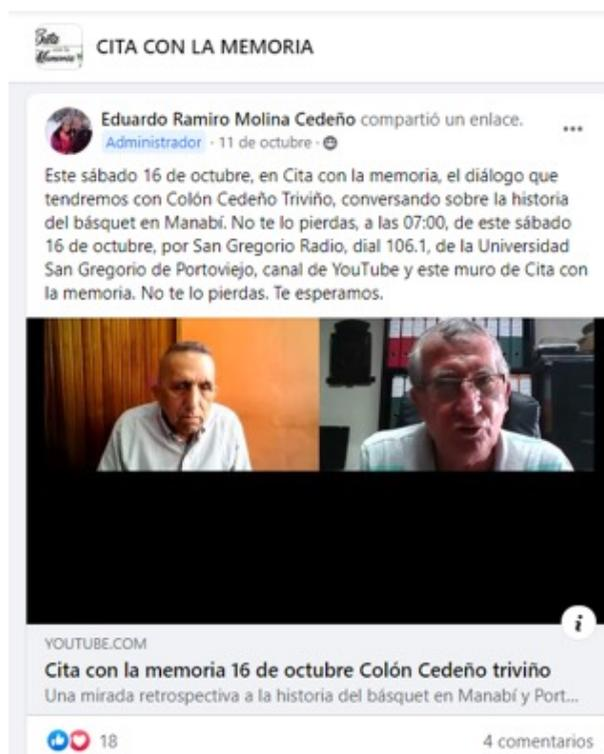 Cita
con la
Memoria
CITA CON LA MEMORIA
Eduardo Ramiro Molina Cedeño compartió un enlace.
Administrador · 11 de octubre ·
Este sábado 16 de octubre, en Cita con la memoria, el diálogo que
tendremos con Colón Cedeño Triviño, conversando sobre la historia
del básquet en Manabí. No te lo pierdas, a las 07:00, de este sábado
16 de octubre, por San Gregorio Radio, dial 106.1, de la Universidad
San Gregorio de Portoviejo, canal de YouTube y este muro de Cita con
la memoria. No te lo pierdas. Te esperamos.
i
YOUTUBE.COM
Cita con la memoria 16 de octubre Colón Cedeño triviño
Una mirada retrospectiva a la historia del básquet en Manabí y Port...
18
4 comentarios